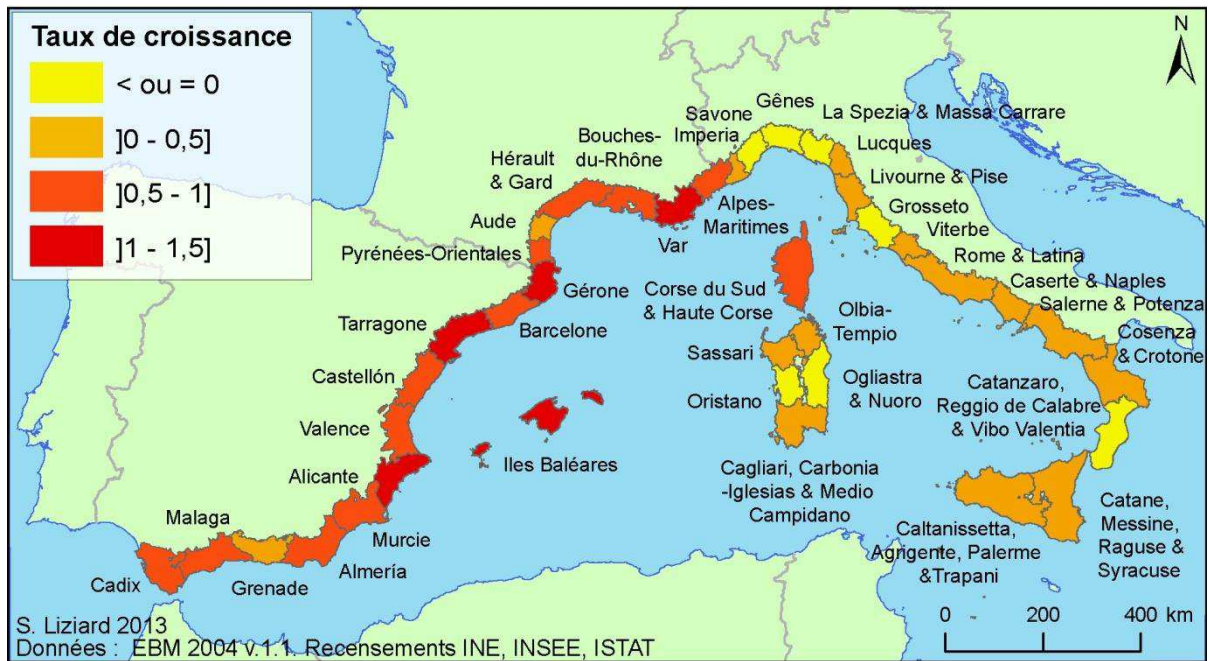 Taux de croissance
< ou = 0
]0 - 0,5]
]0,5 - 1]
]1 - 1,5]
N
Gênes
Savone
Imperia
La Spezia & Massa Carrare
Bouches-
du-Rhône
Lucques
Hérault
& Gard
Livourne & Pise
Alpes-
Maritimes
Grosseto
Aude
Viterbe
Var
Pyrénées-Orientales
Rome & Latina
Gérone
Corse du Sud
& Haute Corse
Caserte & Naples
Olbia-
Tempio
Salerne & Potenza
Tarragone
Barcelone
Cosenza
& Crotone
Sassari
Castellón
Ogliastra
& Nuoro
Catanzaro,
Reggio de Calabre
& Vibo Valentia
Oristano
Valence
Iles Baléares
Alicante
Cagliari, Carbonia
-Iglesias & Medio
Campidano
Malaga
Murcie
Catane,
Messine,
Raguse &
Syracuse
Caltanissetta,
Agrigente, Palerme
&Trapani
Almería
Cadix
Grenade
0 200 400 km
S. Liziard 2013
Données : EBM 2004 v.1.1. Recensements INE, INSEE, ISTAT